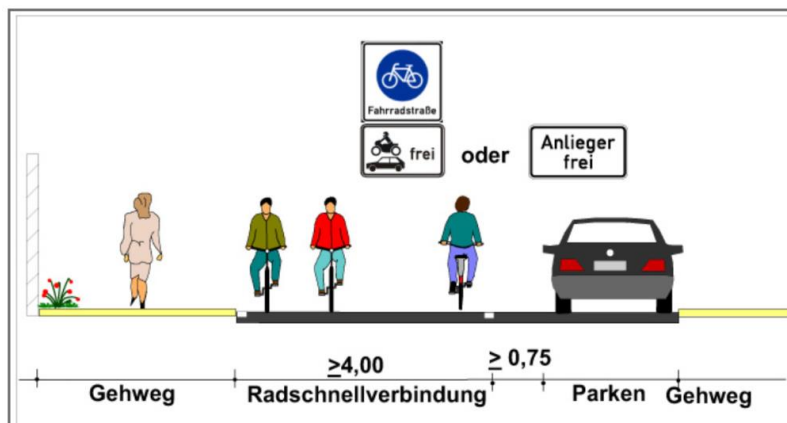 Fahrradstraße
frei
oder
Anlieger
frei
≥4,00
≥ 0,75
Gehweg
Radschnellverbindung
Parken
Gehweg